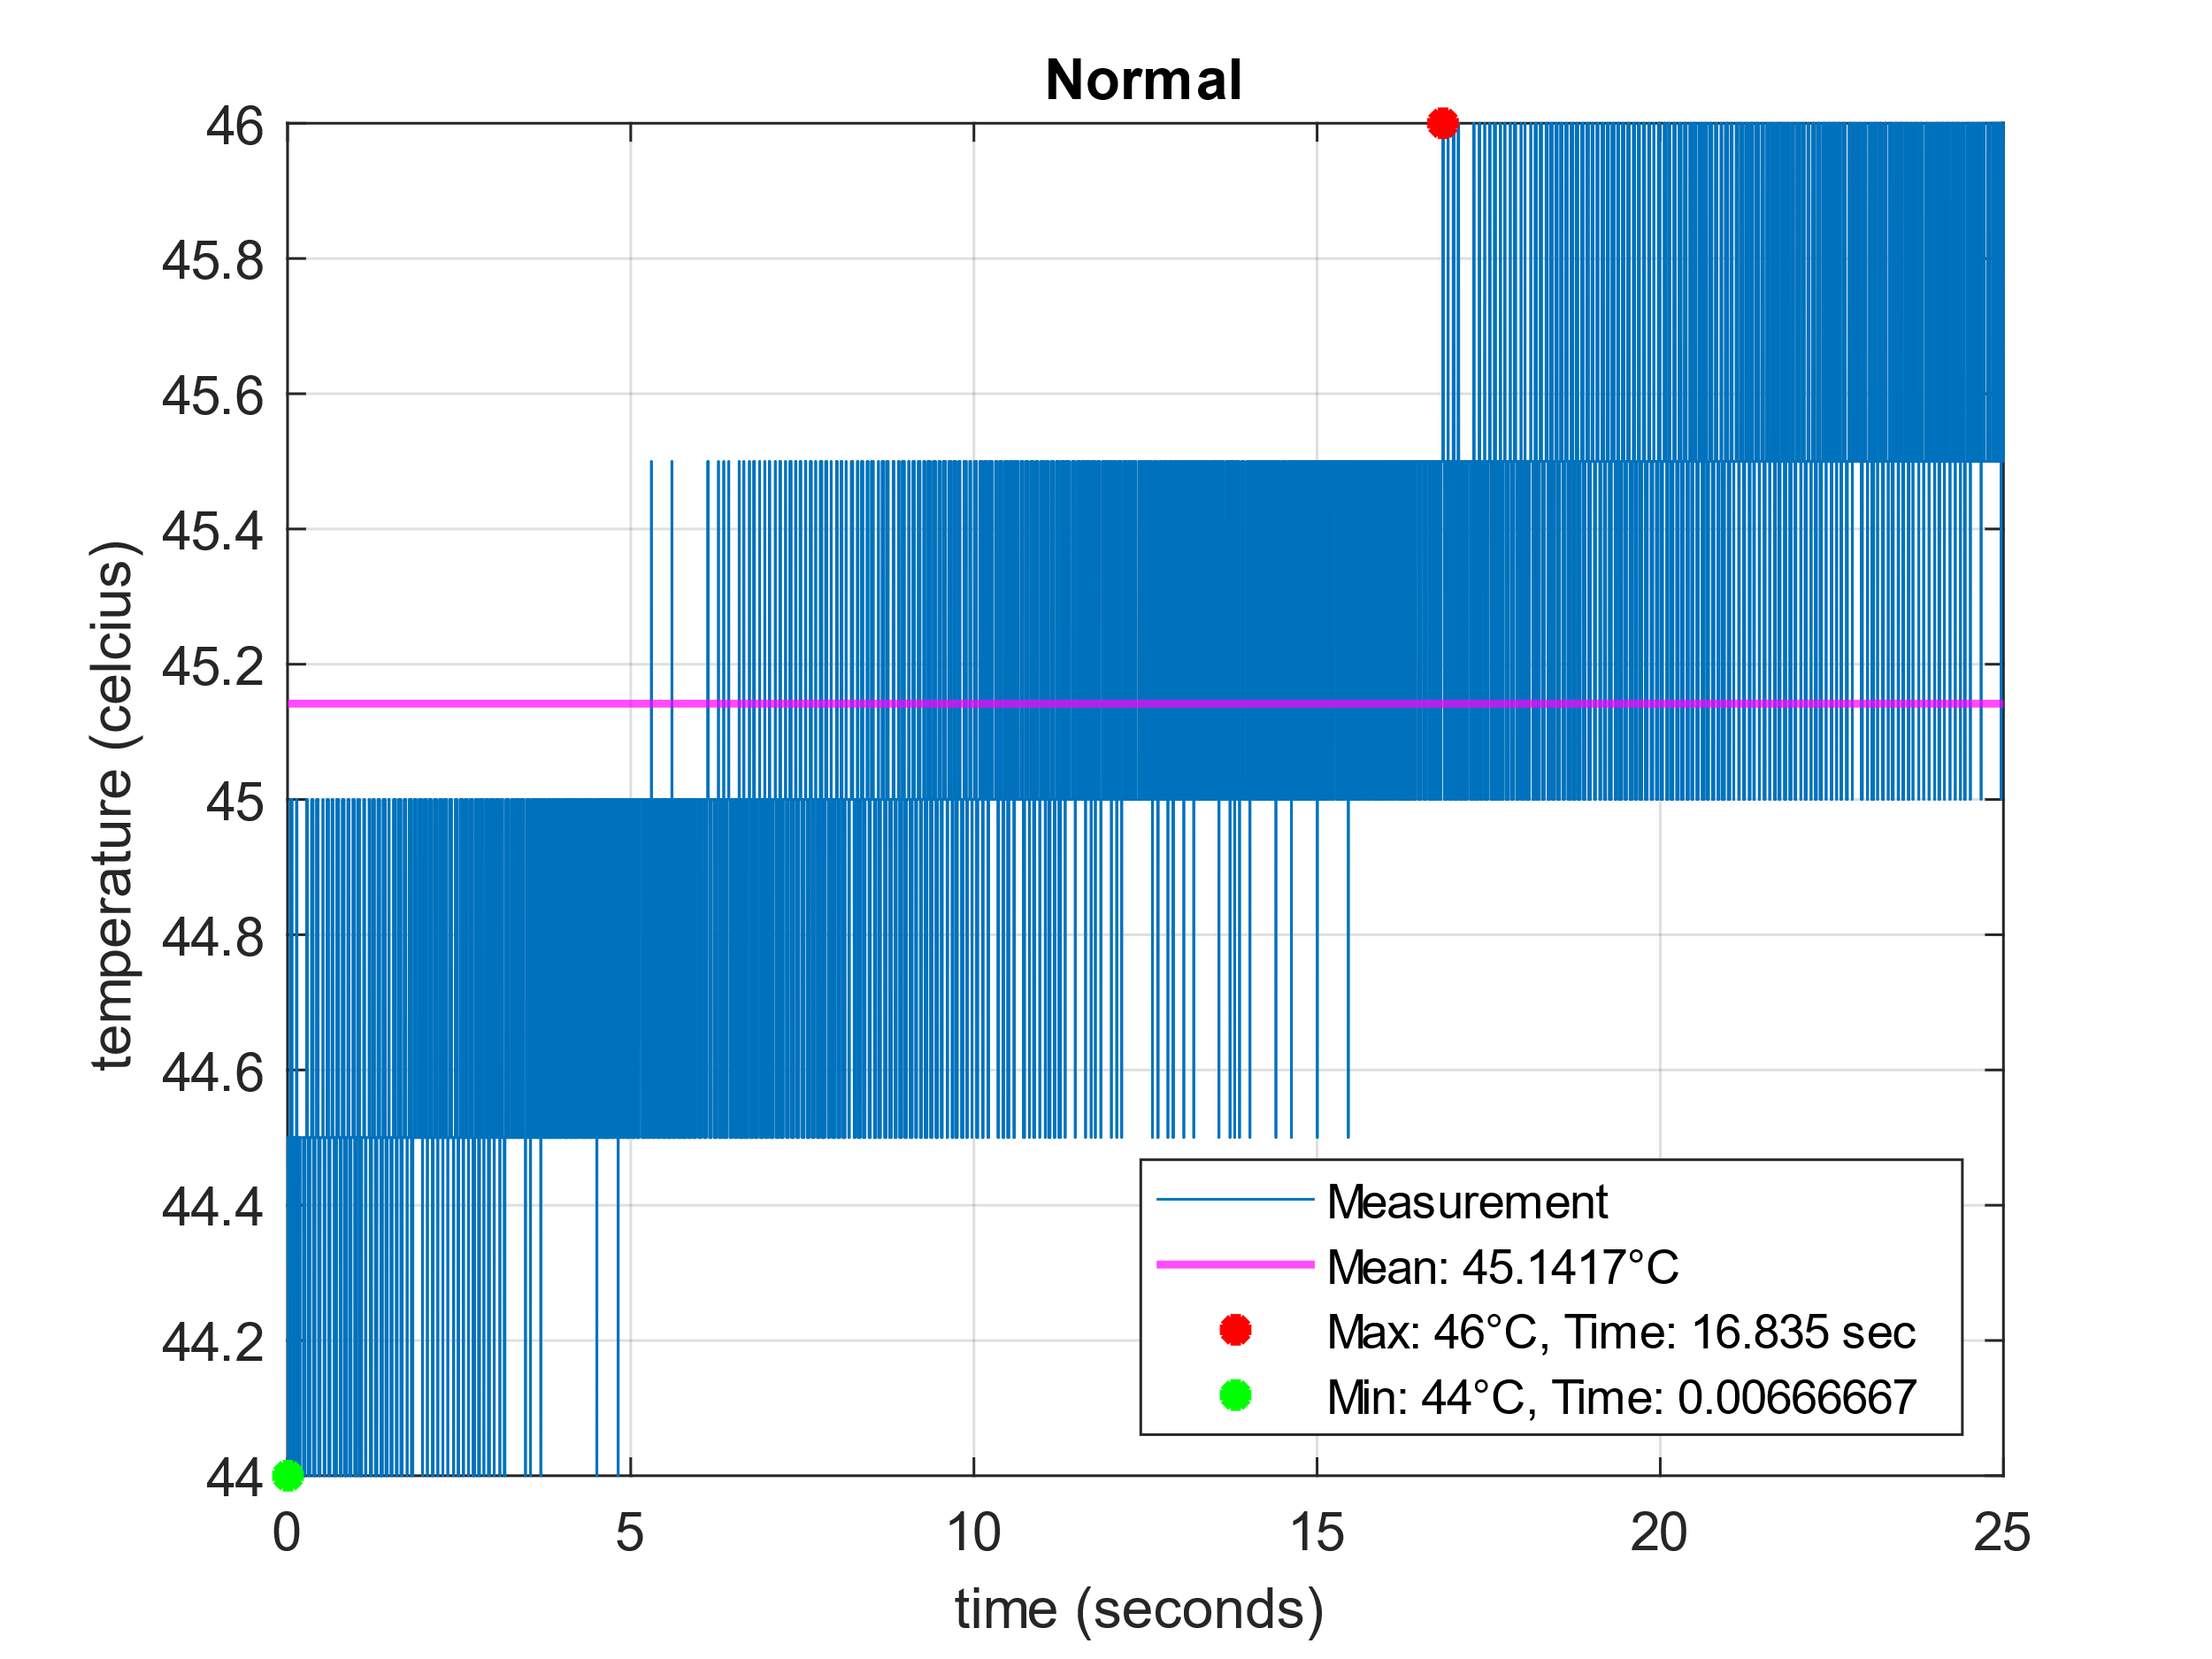 Normal
46
45.8
45.6
45.4
45.2
45
44.8
44.6
44.4
44.2
44
temperature (celcius)
Measurement
Mean: 45.1417°C
Max: 46°C, Time: 16.835 sec
Min: 44°C, Time: 0.00666667
0 5 10 15 20 25
time (seconds)